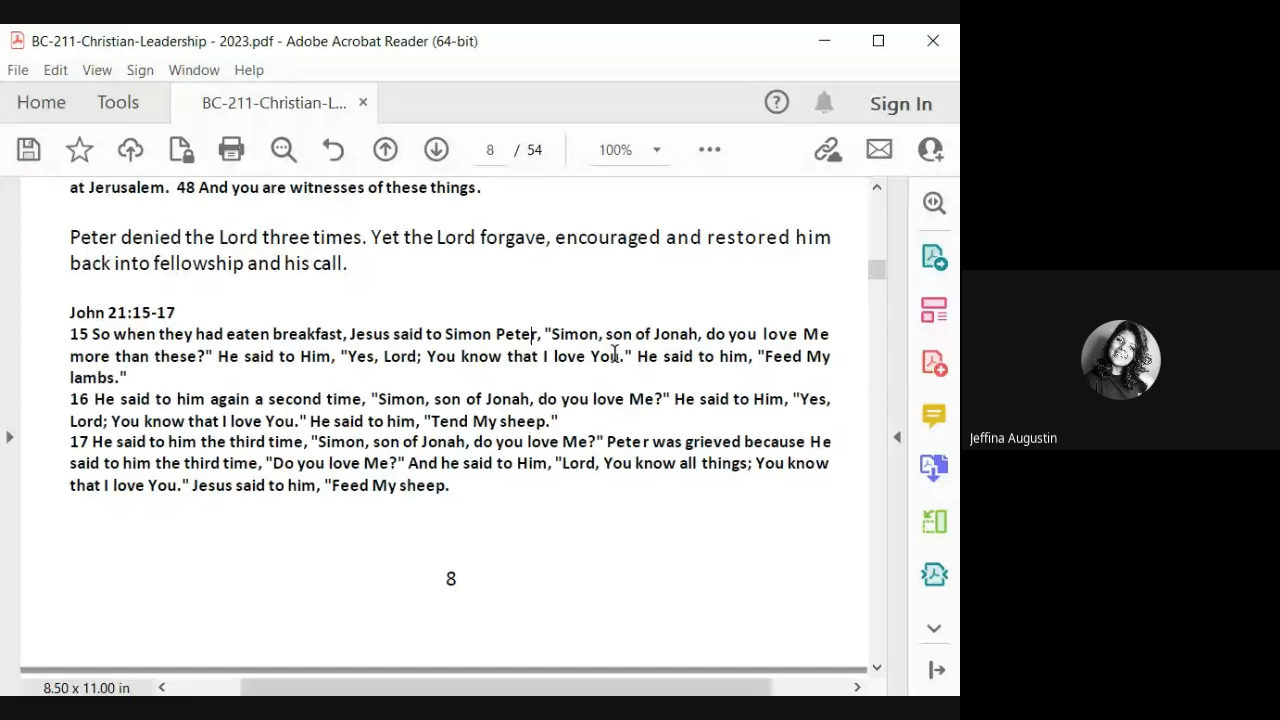 BC-211-Christian-Leadership - 2023.pdf - Adobe Acrobat Reader (64-bit)
File Edit View Sign Window Help
Home Tools BC-211-Christian-L... × Sign In
8 / 54 100%
at Jerusalem. 48 And you are witnesses of these things.
Peter denied the Lord three times. Yet the Lord forgave, encouraged and restored him
back into fellowship and his call.
John 21:15-17
15 So when they had eaten breakfast, Jesus said to Simon Peter, "Simon, son of Jonah, do you love Me
more than these?" He said to Him, "Yes, Lord; You know that I love You." He said to him, "Feed My
lambs."
16 He said to him again a second time, "Simon, son of Jonah, do you love Me?" He said to Him, "Yes,
Lord; You know that I love You." He said to him, "Tend My sheep."
17 He said to him the third time, "Simon, son of Jonah, do you love Me?" Peter was grieved because He
said to him the third time, "Do you love Me?" And he said to Him, "Lord, You know all things; You know
that I love You." Jesus said to him, "Feed My sheep.
8
8.50 x 11.00 in
Jeffina Augustin